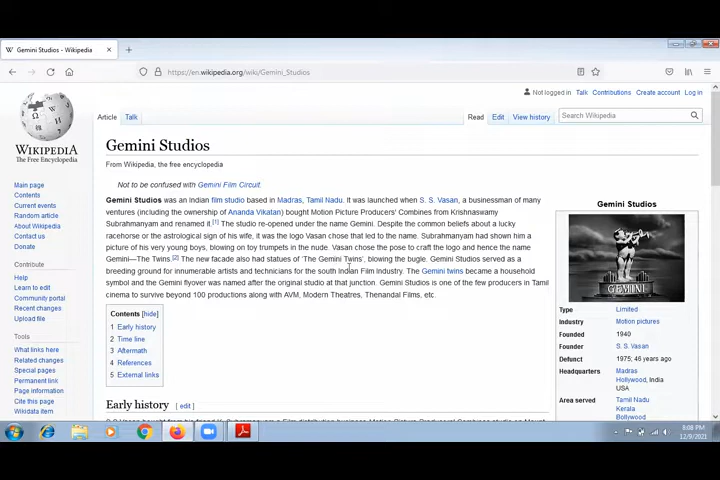 Gemini Studios - Wikipedia
https://en.wikipedia.org/wiki/Gemini_Studios
Not logged in Talk Contributions Create account Log in
Article Talk Read Edit View history Search Wikipedia
WIKIPEDIA
The Free Encyclopedia
Main page
Contents
Current events
Random article
About Wikipedia
Contact us
Donate
Contribute
Help
Learn to edit
Community portal
Recent changes
Upload file
Tools
What links here
Related changes
Special pages
Permanent link
Page information
Cite this page
Wikidata item
Gemini Studios
From Wikipedia, the free encyclopedia
Not to be confused with Gemini Film Circuit.
Gemini Studios was an Indian film studio based in Madras, Tamil Nadu. It was launched when S. S. Vasan, a businessman of many
ventures (including the ownership of Ananda Vikatan) bought Motion Picture Producers' Combines from Krishnaswamy
Subrahmanyam and renamed it.[1] The studio re-opened under the name Gemini. Despite the common beliefs about a lucky
racehorse or the astrological sign of his wife, it was the logo Vasan chose that led to the name. Subrahmanyam had shown him a
picture of his very young boys, blowing on toy trumpets in the nude. Vasan chose the pose to craft the logo and hence the name
Gemini—The Twins.[2] The new facade also had statues of 'The Gemini Twins', blowing the bugle. Gemini Studios served as a
breeding ground for innumerable artists and technicians for the south Indian Film Industry. The Gemini twins became a household
symbol and the Gemini flyover was named after the original studio at that junction. Gemini Studios is one of the few producers in Tamil
cinema to survive beyond 100 productions along with AVM, Modern Theatres, Thenandal Films, etc.
Contents [hide]
1 Early history
2 Time line
3 Aftermath
4 References
5 External links
Early history [ edit ]
Gemini Studios
GEMINI
Type Limited
Industry Motion pictures
Founded 1940
Founder S. S. Vasan
Defunct 1975; 46 years ago
Headquarters Madras
Hollywood, India
USA
Area served Tamil Nadu
Kerala
Bollywood
8:08 PM
12/9/2021